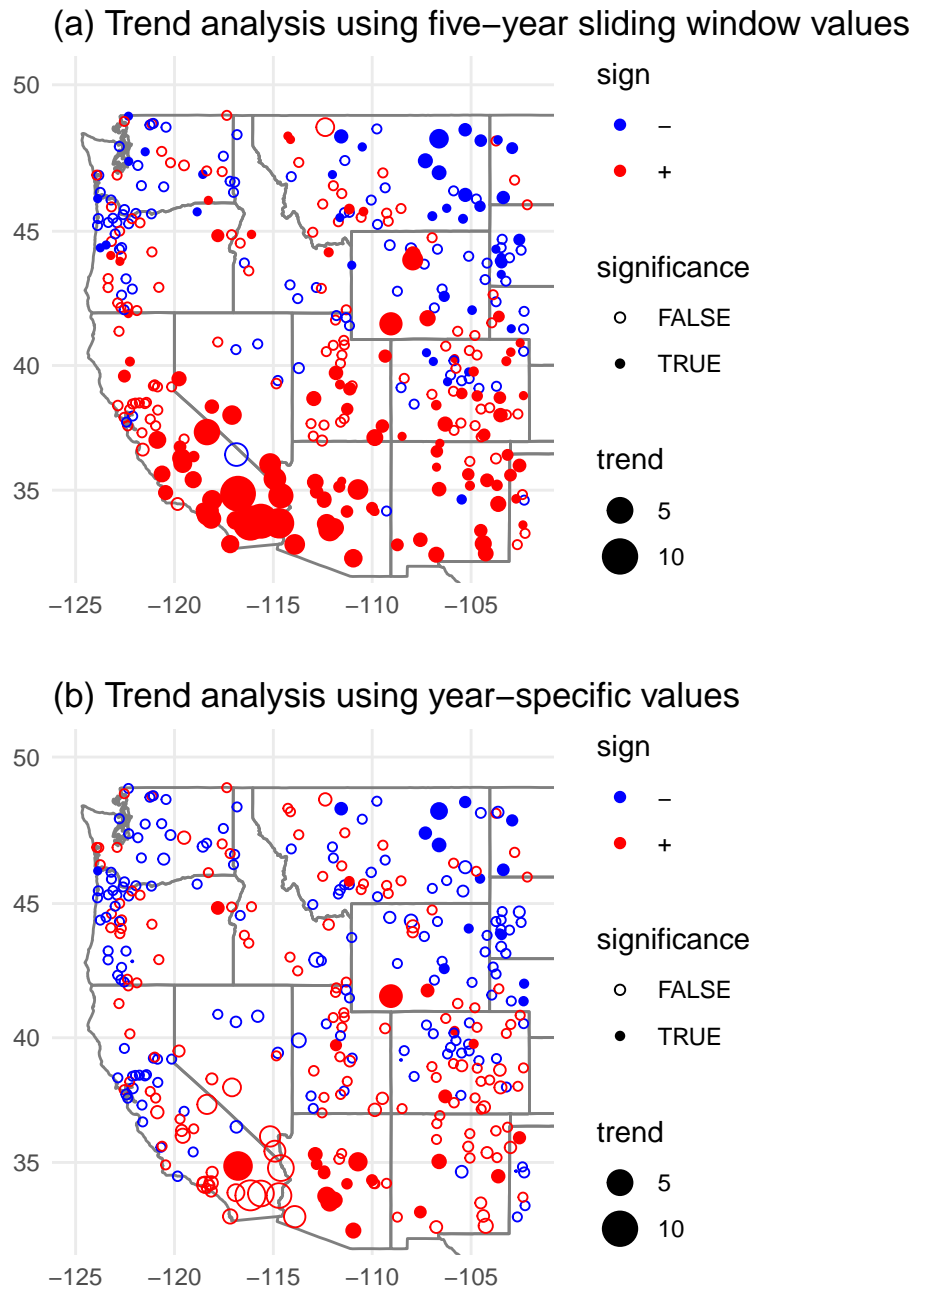 (a) Trend analysis using five−year sliding window values
50
45
40
35
−125
−120
−115
−110
−105
sign
−
+
significance
FALSE
TRUE
trend
5
10
(b) Trend analysis using year−specific values
50
45
40
35
−125
−120
−115
−110
−105
sign
−
+
significance
FALSE
TRUE
trend
5
10